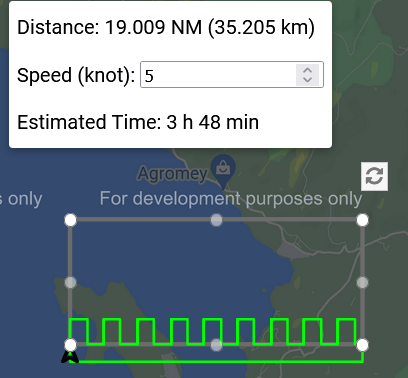 Distance: 19.009 NM (35.205 km)
Speed (knot): 5
Estimated Time: 3 h 48 min
Agromey
s only
For development purposes only